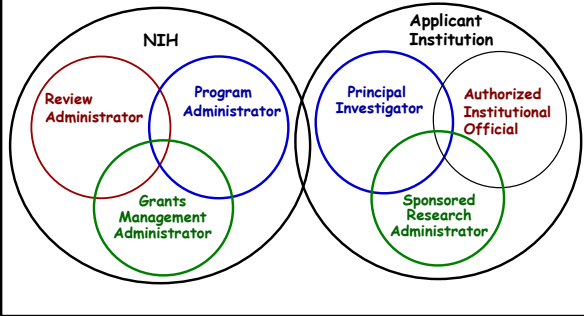 NIH
Review
Administrator
Program
Administrator
Grants
Management
Administrator
Applicant
Institution
Principal
Investigator
Authorized
Institutional
Official
Sponsored
Research
Administrator